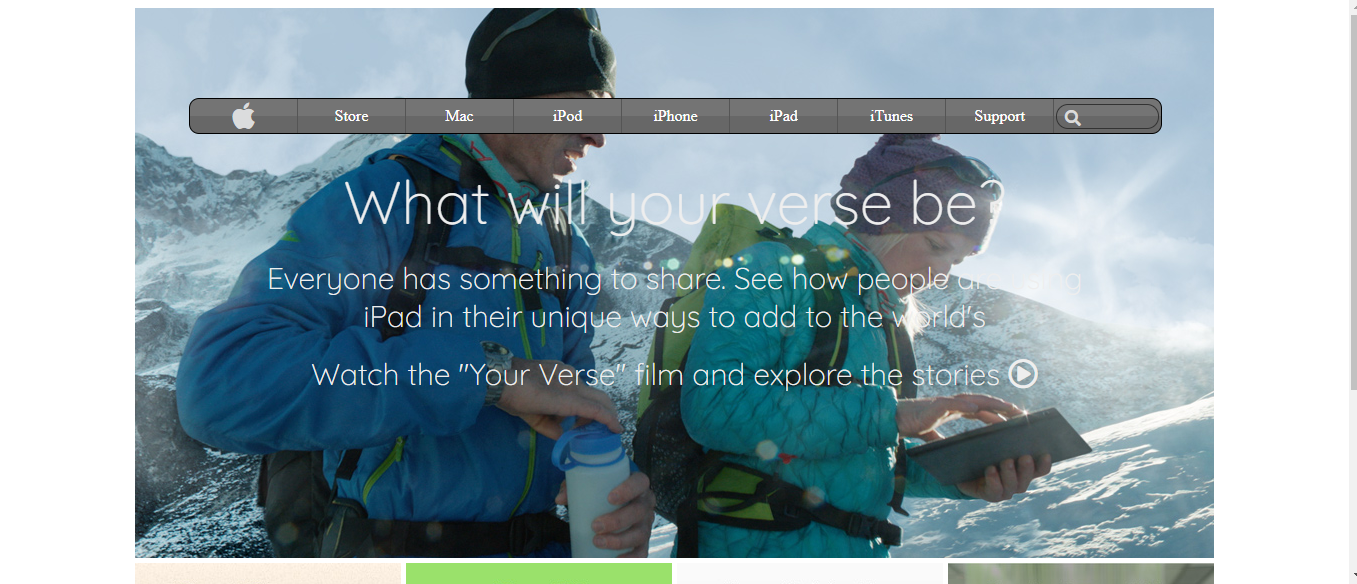 Store Mac iPod iPhone iPad iTunes Support
What will your verse be?
Everyone has something to share. See how people are using
iPad in their unique ways to add to the world's
Watch the "Your Verse" film and explore the stories